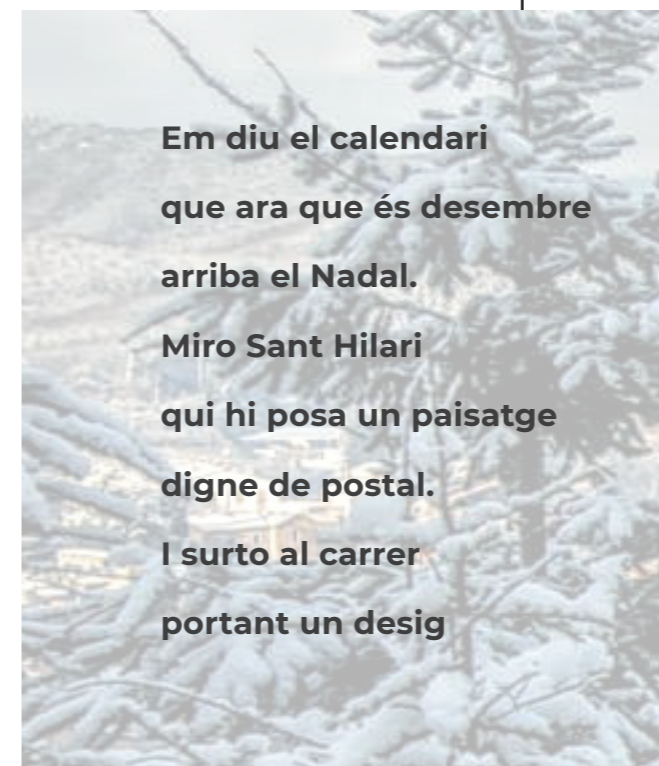 Em diu el calendari
que ara que és desembre
arriba el Nadal.
Miro Sant Hilari
qui hi posa un paisatge
digne de postal.
I surto al carrer
portant un desig